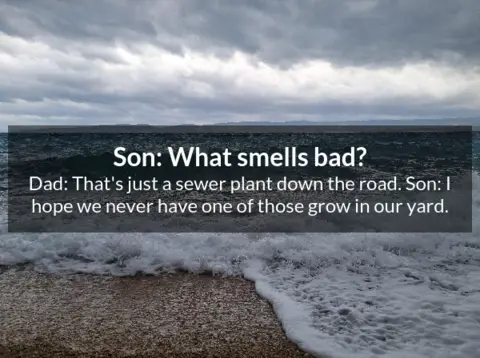 Son: What smells bad?
Dad: That's just a sewer plant down the road. Son: I
hope we never have one of those grow in our yard.